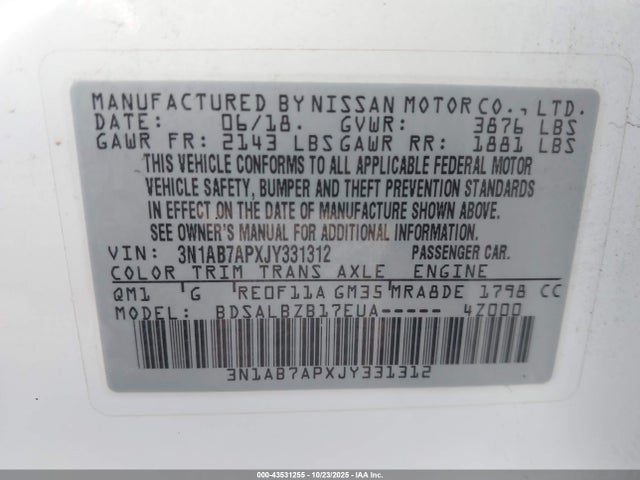 MANUFACTURED BY NISSAN MOTOR CO., LTD.
DATE: 06/18. GVWR: 3876 LBS
GAWR FR: 2143 LBS GAWR RR: 1881 LBS
THIS VEHICLE CONFORMS TO ALL APPLICABLE FEDERAL MOTOR
VEHICLE SAFETY, BUMPER AND THEFT PREVENTION STANDARDS
IN EFFECT ON THE DATE OF MANUFACTURE SHOWN ABOVE.
SEE OWNER'S MANUAL FOR ADDITIONAL INFORMATION.
VIN: 3N1AB7APXJY331312 PASSENGER CAR.
COLOR TRIM TRANS AXLE ENGINE
QM1 G RE0F11A GM35 MRA8DE 1798 CC
MODEL: BDSALBZB17EUA----- 4Z000
3N1AB7APXJY331312
000-43531255 - 10/23/2025 - IAA Inc.